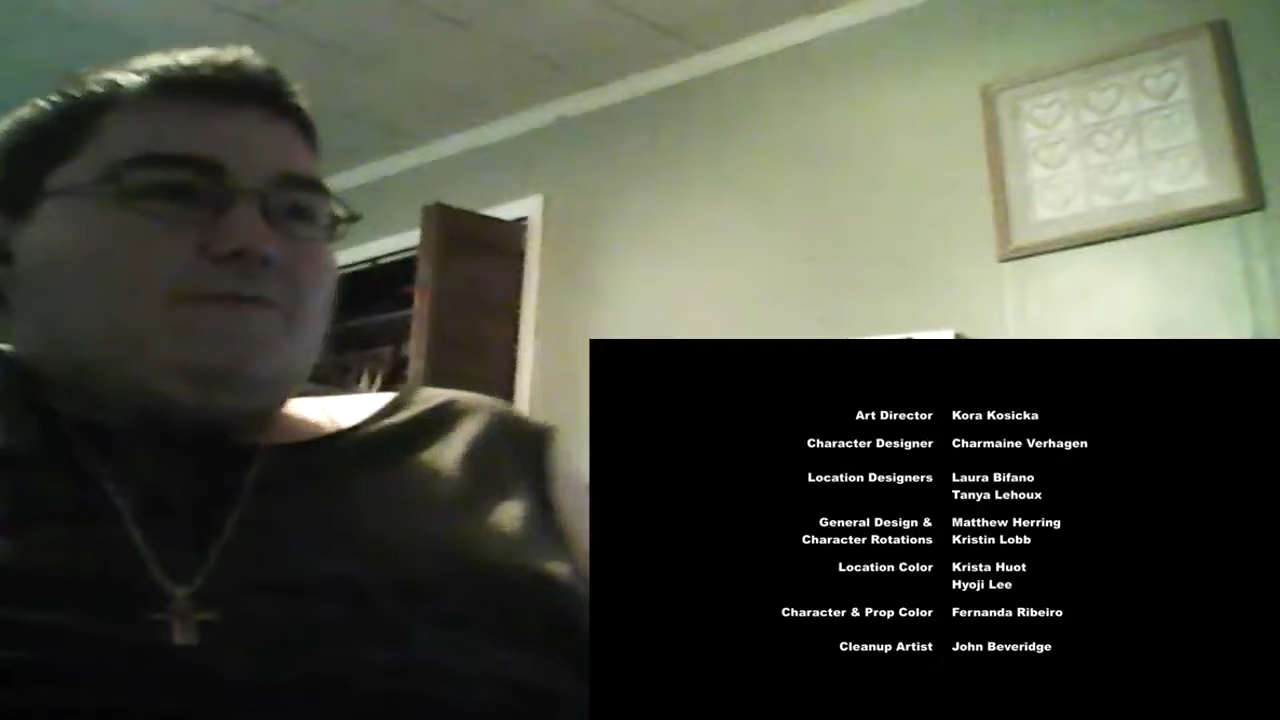 Art Director Kora Kosicka
Character Designer Charmaine Verhagen
Location Designers Laura Bifano
Tanya Lehoux
General Design & Matthew Herring
Character Rotations Kristin Lobb
Location Color Krista Huot
Hyoji Lee
Character & Prop Color Fernanda Ribeiro
Cleanup Artist John Beveridge